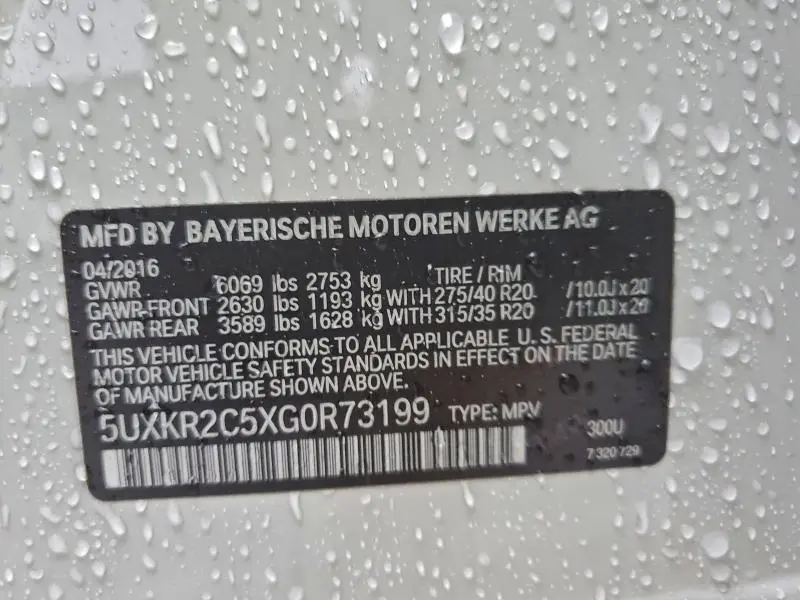 MFD BY BAYERISCHE MOTOREN WERKE AG
04/2016 TIRE / RIM
GVWR 6069 lbs 2753 kg
GAWR-FRONT 2630 lbs 1193 kg WITH 275/40 R20 /10.0J x 20
GAWR REAR 3589 lbs 1628 kg WITH 315/35 R20 /11.0J x 20
THIS VEHICLE CONFORMS TO ALL APPLICABLE U.S. FEDERAL
MOTOR VEHICLE SAFETY STANDARDS IN EFFECT ON THE DATE
OF MANUFACTURE SHOWN ABOVE.
5UXKR2C5XG0R73199 TYPE: MPV 300U
7 320 729